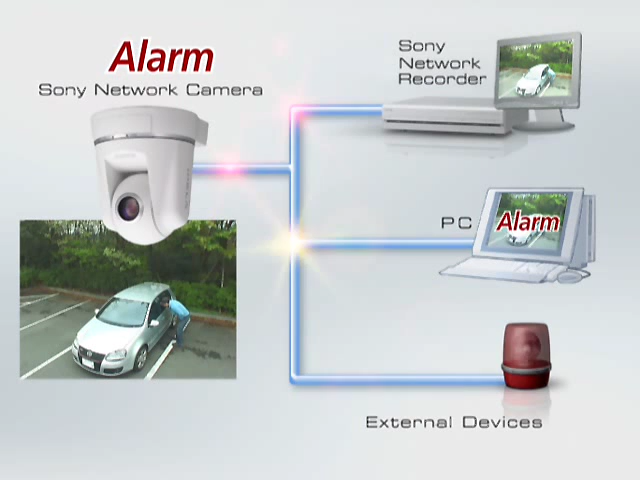 Alarm
Sony Network Camera
Sony
Network
Recorder
PC
Alarm
External Devices